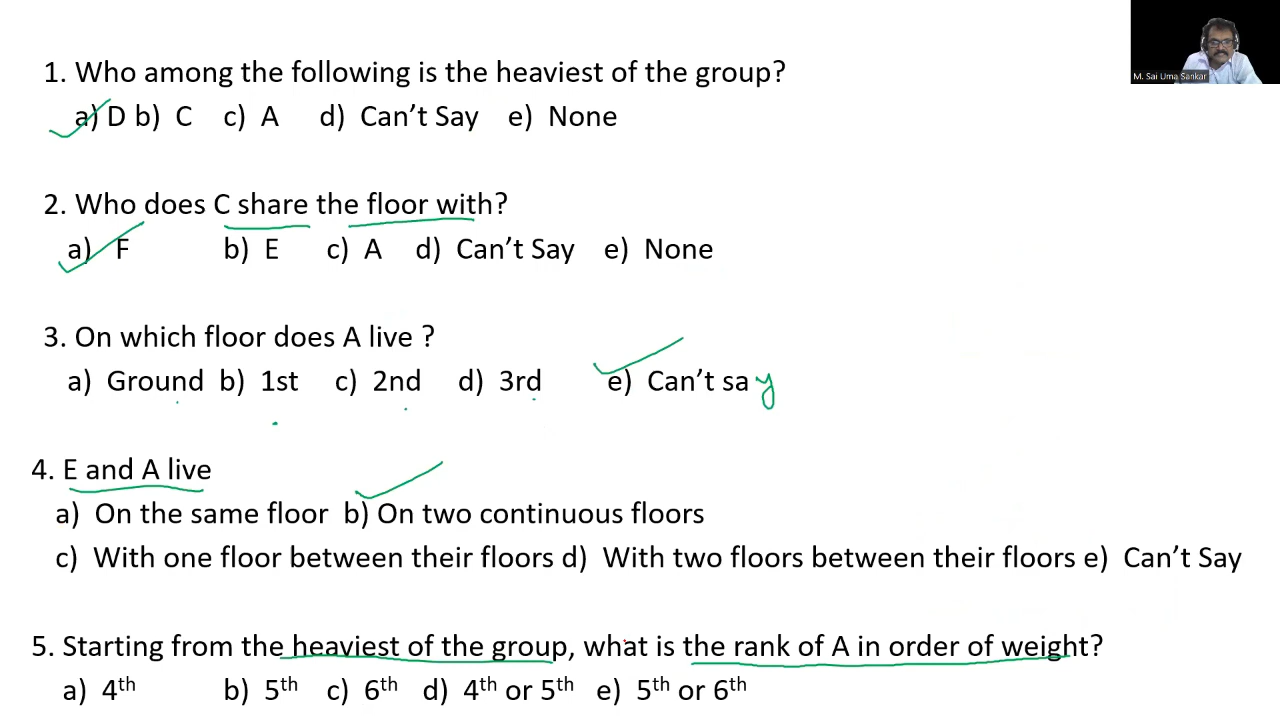 M. Sai Uma Sankar
1. Who among the following is the heaviest of the group?
a) D b) C c) A d) Can’t Say e) None
2. Who does C share the floor with?
a) F b) E c) A d) Can’t Say e) None
3. On which floor does A live ?
a) Ground b) 1st c) 2nd d) 3rd e) Can’t say
4. E and A live
a) On the same floor b) On two continuous floors
c) With one floor between their floors d) With two floors between their floors e) Can’t Say
5. Starting from the heaviest of the group, what is the rank of A in order of weight?
a) 4th b) 5th c) 6th d) 4th or 5th e) 5th or 6th